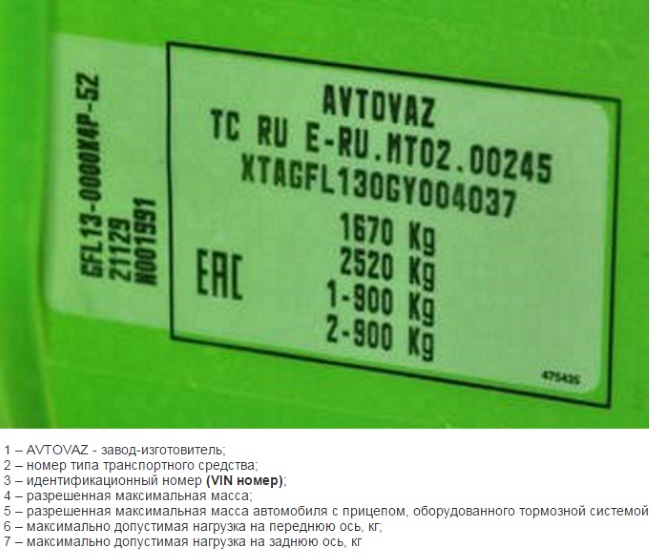 GFL13-0000X4P-52
21129
N001991
AVTOVAZ
TC RU E-RU.MT02.00245
XTAGFL130GY004037
1670 Kg
2520 Kg
1-900 Kg
2-900 Kg
EAC
475435
1 – AVTOVAZ - завод-изготовитель;
2 – номер типа транспортного средства;
3 – идентификационный номер (VIN номер);
4 – разрешенная максимальная масса;
5 – разрешенная максимальная масса автомобиля с прицепом, оборудованного тормозной системой
6 – максимально допустимая нагрузка на переднюю ось, кг;
7 – максимально допустимая нагрузка на заднюю ось, кг